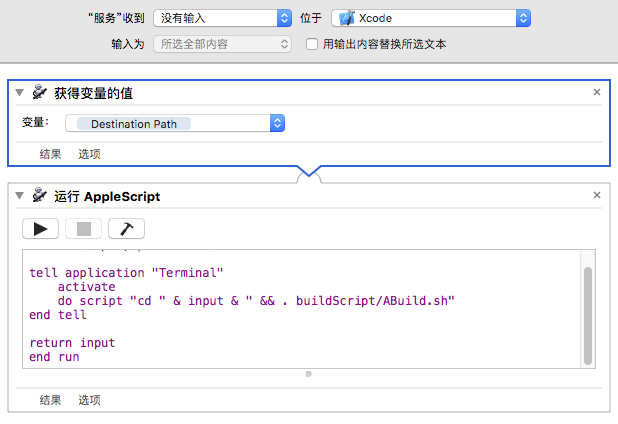 “服务”收到 没有输入 位于 Xcode
输入为 所选全部内容 用输出内容替换所选文本
获得变量的值
变量: Destination Path
结果 选项
运行 AppleScript
tell application "Terminal"
activate
do script "cd " & input & " && . buildScript/ABuild.sh"
end tell
return input
end run
结果 选项